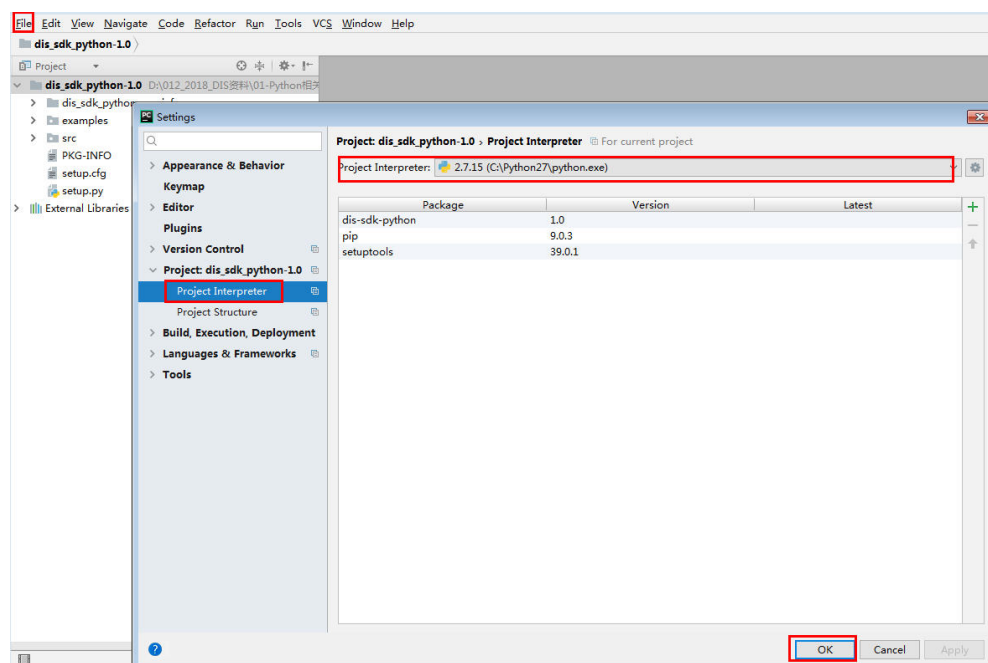 File Edit View Navigate Code Refactor Run Tools VCS Window Help
dis_sdk_python-1.0
Project
dis_sdk_python-1.0 D:\012_2018_DIS资料\01-Python相关
dis_sdk_python
examples
src
PKG-INFO
setup.cfg
setup.py
External Libraries
Settings
Appearance & Behavior
Keymap
Editor
Plugins
Version Control
Project: dis_sdk_python-1.0
Project Interpreter
Project Structure
Build, Execution, Deployment
Languages & Frameworks
Tools
Project: dis_sdk_python-1.0 › Project Interpreter For current project
Project Interpreter: 2.7.15 (C:\Python27\python.exe)
Package Version Latest
dis-sdk-python 1.0
pip 9.0.3
setuptools 39.0.1
OK Cancel Apply